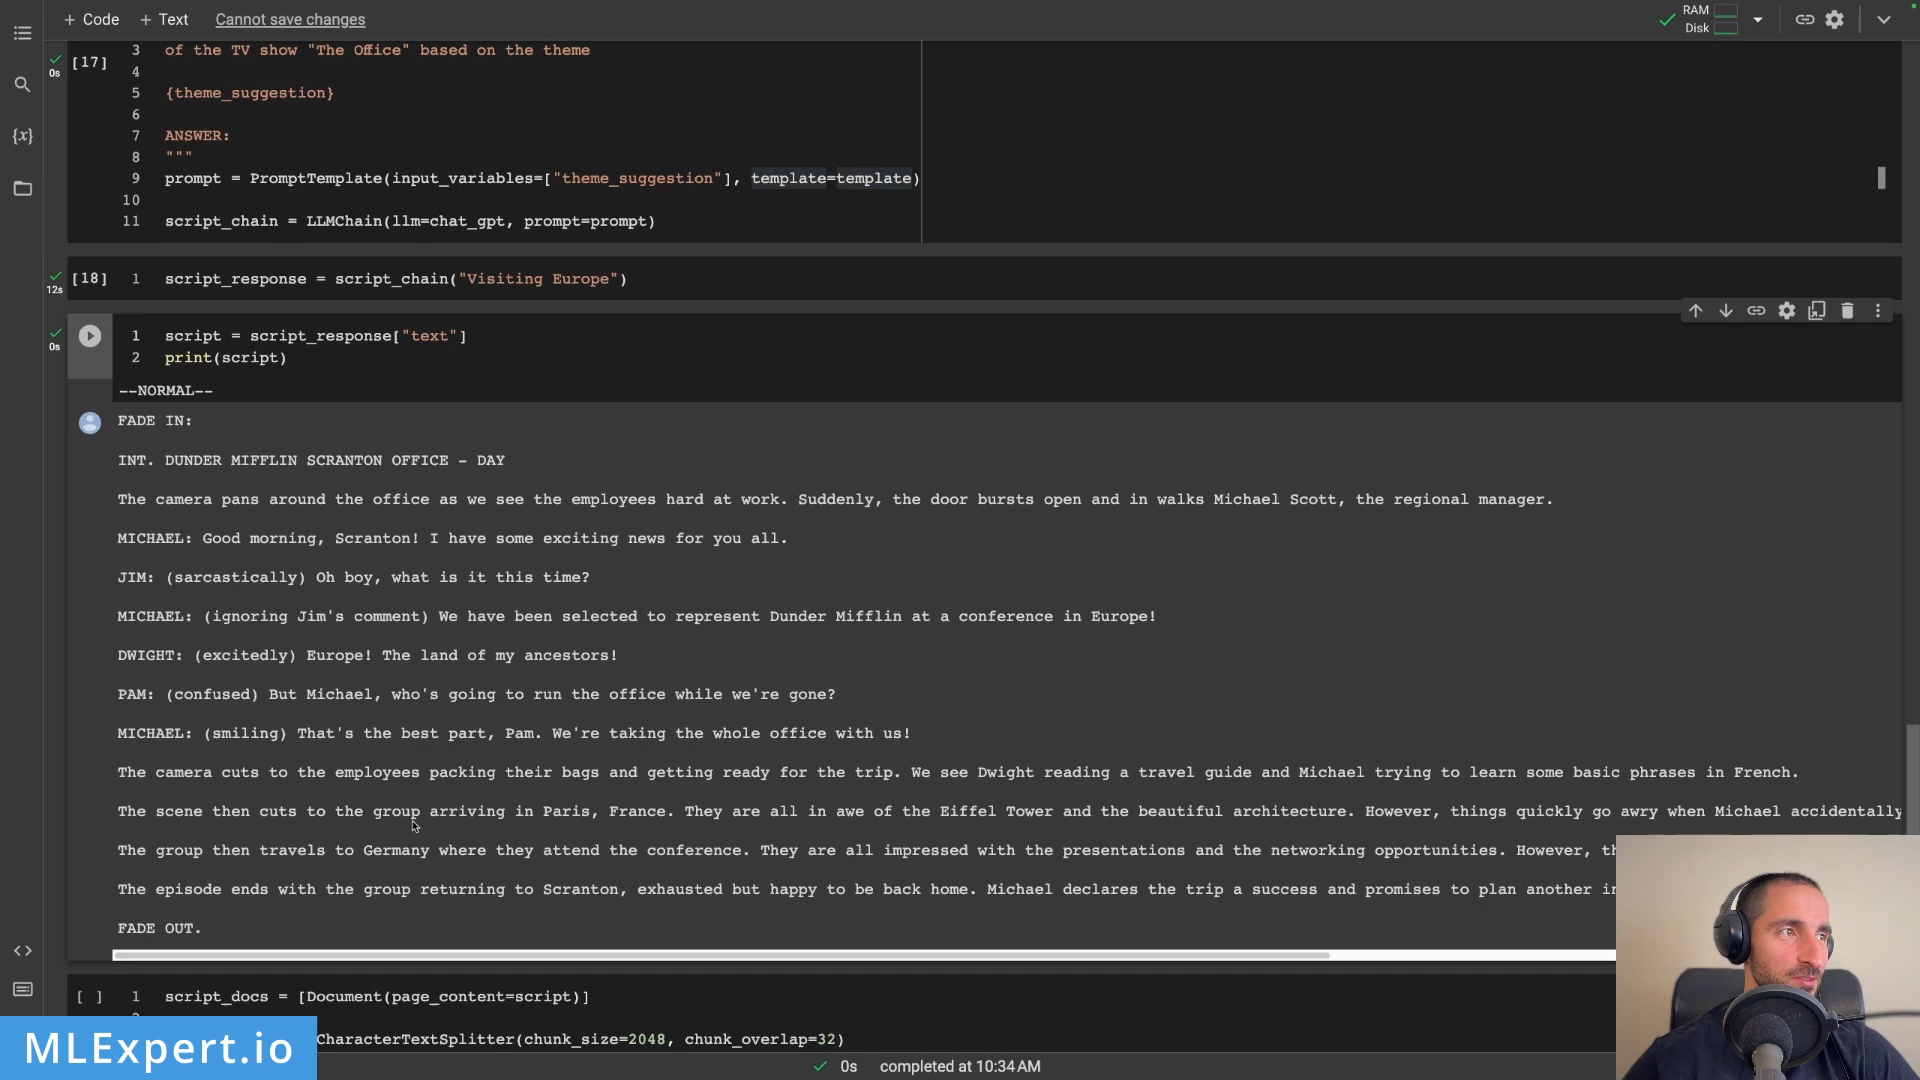 + Code + Text Cannot save changes RAM Disk
[17] 0s
3 of the TV show "The Office" based on the theme
4
5 {theme_suggestion}
6
7 ANSWER:
8 """
9 prompt = PromptTemplate(input_variables=["theme_suggestion"], template=template)
10
11 script_chain = LLMChain(llm=chat_gpt, prompt=prompt)
12s [18] 1 script_response = script_chain("Visiting Europe")
0s 1 script = script_response["text"]
2 print(script)
--NORMAL--
FADE IN:
INT. DUNDER MIFFLIN SCRANTON OFFICE - DAY
The camera pans around the office as we see the employees hard at work. Suddenly, the door bursts open and in walks Michael Scott, the regional manager.
MICHAEL: Good morning, Scranton! I have some exciting news for you all.
JIM: (sarcastically) Oh boy, what is it this time?
MICHAEL: (ignoring Jim's comment) We have been selected to represent Dunder Mifflin at a conference in Europe!
DWIGHT: (excitedly) Europe! The land of my ancestors!
PAM: (confused) But Michael, who's going to run the office while we're gone?
MICHAEL: (smiling) That's the best part, Pam. We're taking the whole office with us!
The camera cuts to the employees packing their bags and getting ready for the trip. We see Dwight reading a travel guide and Michael trying to learn some basic phrases in French.
The scene then cuts to the group arriving in Paris, France. They are all in awe of the Eiffel Tower and the beautiful architecture. However, things quickly go awry when Michael accidentally
The group then travels to Germany where they attend the conference. They are all impressed with the presentations and the networking opportunities. However,
The episode ends with the group returning to Scranton, exhausted but happy to be back home. Michael declares the trip a success and promises to plan another
FADE OUT.
[ ] 1 script_docs = [Document(page_content=script)]
CharacterTextSplitter(chunk_size=2048, chunk_overlap=32)
MLExpert.io
0s completed at 10:34 AM